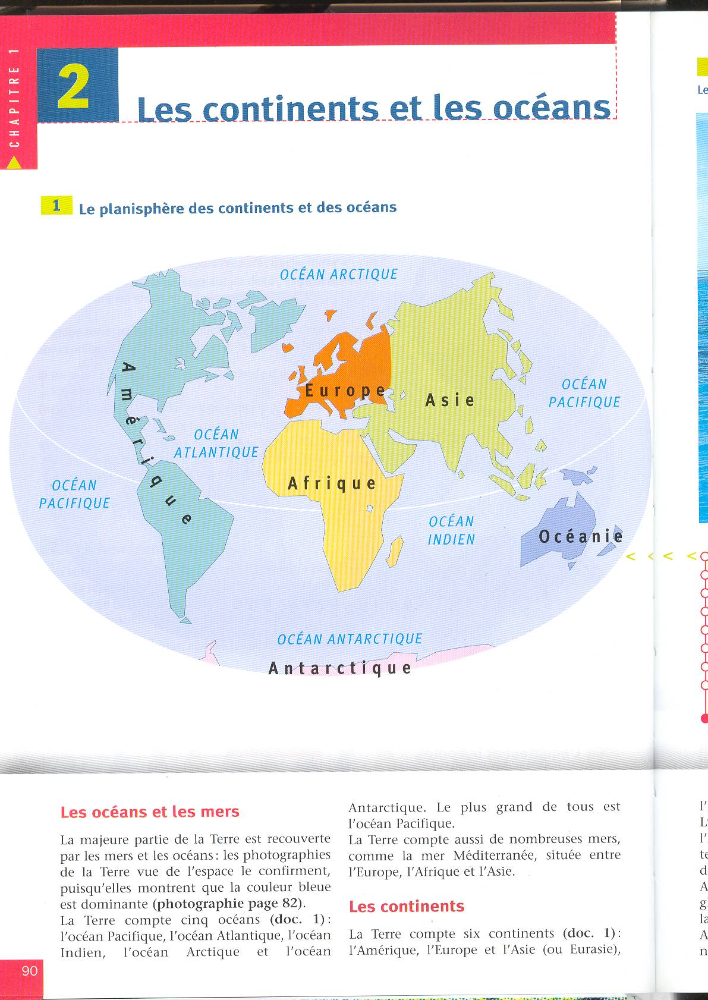 CHAPITRE 1
2
Les continents et les océans
1 Le planisphère des continents et des océans
OCÉAN ARCTIQUE
Amérique
Europe
Asie
OCÉAN
PACIFIQUE
OCÉAN
ATLANTIQUE
OCÉAN
PACIFIQUE
Afrique
OCÉAN
INDIEN
Océanie
OCÉAN ANTARCTIQUE
Antarctique
Les océans et les mers
La majeure partie de la Terre est recouverte
par les mers et les océans : les photographies
de la Terre vue de l'espace le confirment,
puisqu'elles montrent que la couleur bleue
est dominante (photographie page 82).
La Terre compte cinq océans (doc. 1) :
l'océan Pacifique, l'océan Atlantique, l'océan
Indien, l'océan Arctique et l'océan
Antarctique. Le plus grand de tous est
l'océan Pacifique.
La Terre compte aussi de nombreuses mers,
comme la mer Méditerranée, située entre
l'Europe, l'Afrique et l'Asie.
Les continents
La Terre compte six continents (doc. 1) :
l'Amérique, l'Europe et l'Asie (ou Eurasie),
90
Le